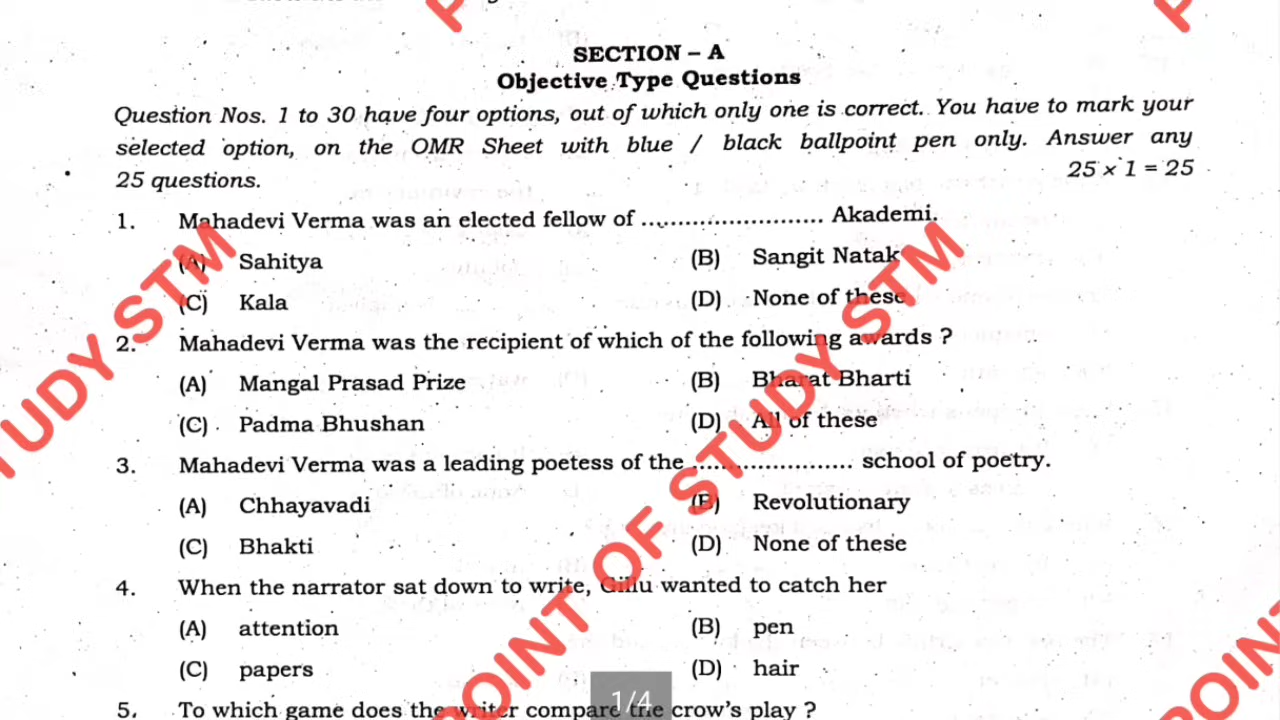 SECTION – A
Objective Type Questions
Question Nos. 1 to 30 have four options, out of which only one is correct. You have to mark your
selected option, on the OMR Sheet with blue / black ballpoint pen only. Answer any
25 questions. 25 × 1 = 25
1. Mahadevi Verma was an elected fellow of ........................ Akademi.
(A) Sahitya (B) Sangit Natak
(C) Kala (D) None of these
2. Mahadevi Verma was the recipient of which of the following awards ?
(A) Mangal Prasad Prize (B) Bharat Bharti
(C) Padma Bhushan (D) All of these
3. Mahadevi Verma was a leading poetess of the ...................... school of poetry.
(A) Chhayavadi (B) Revolutionary
(C) Bhakti (D) None of these
4. When the narrator sat down to write, Gillu wanted to catch her
(A) attention (B) pen
(C) papers (D) hair
1/4
5. To which game does the writer compare the crow's play ?
TUDY STM
POINT OF STUDY STM
POINT